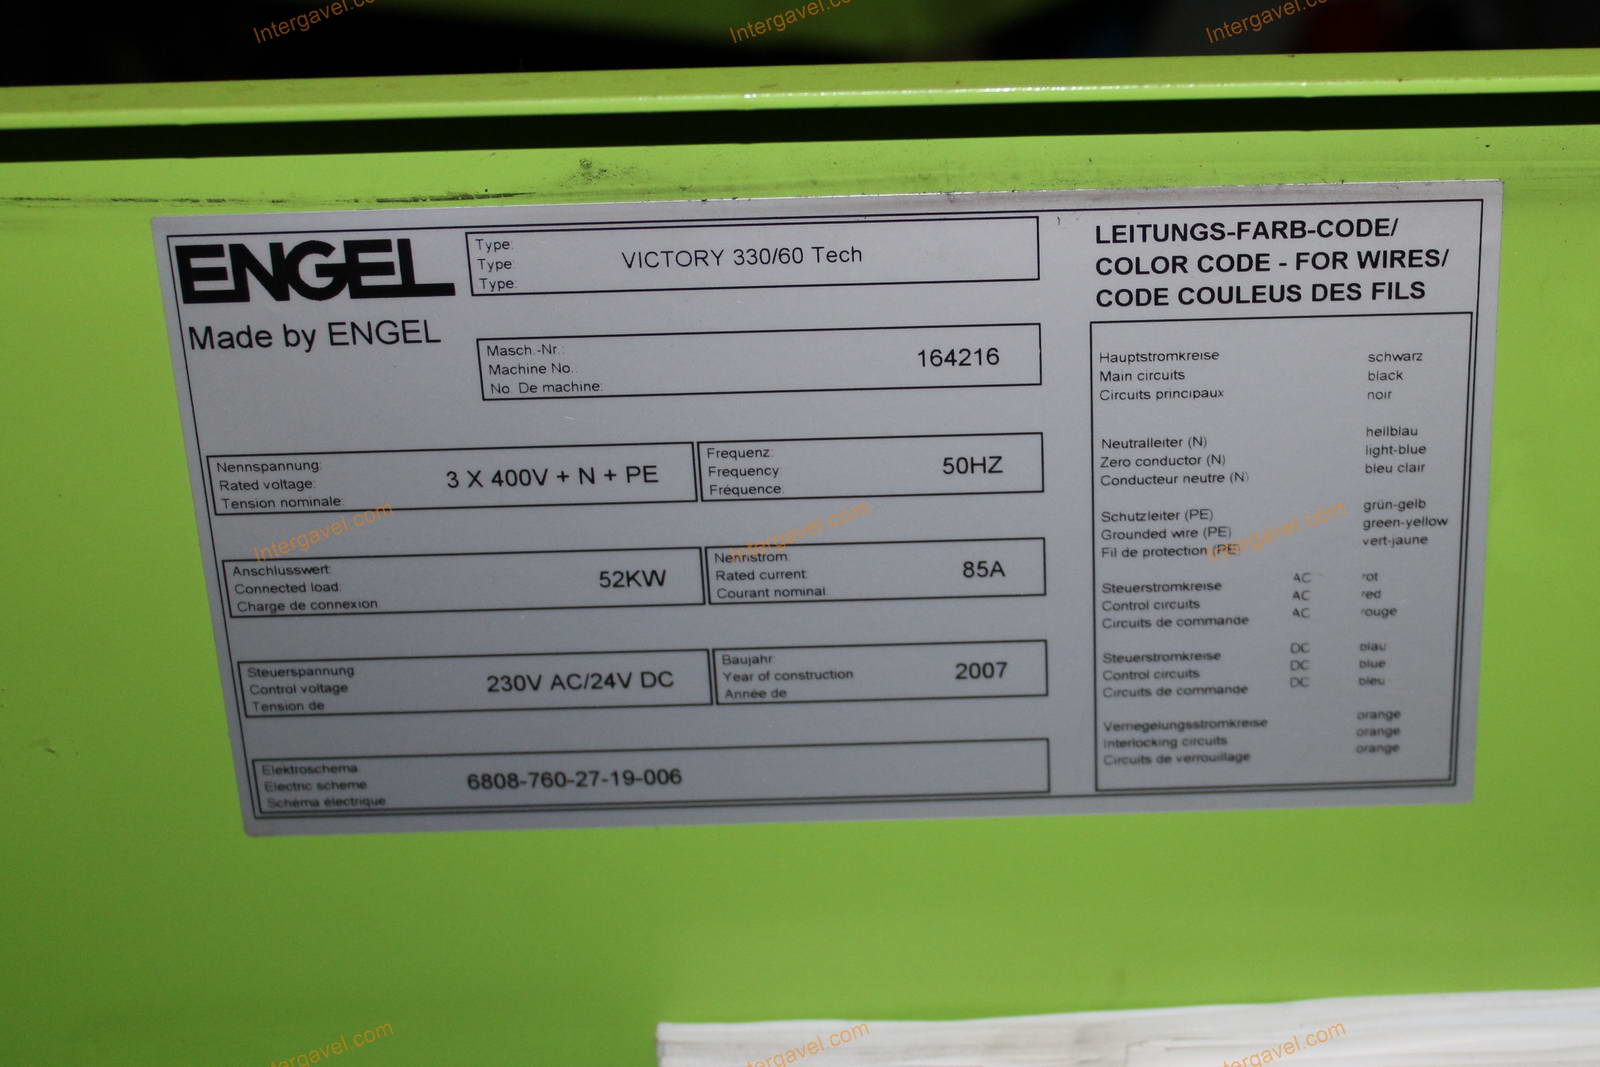 Intergavel.com
Intergavel.com
Intergavel.com
ENGEL
Made by ENGEL
Type:
Type:
Type:
VICTORY 330/60 Tech
Masch.-Nr.:
Machine No.:
No. De machine:
164216
Nennspannung:
Rated voltage:
Tension nominale:
3 X 400V + N + PE
Frequenz:
Frequency:
Fréquence:
50HZ
Anschlusswert:
Connected load:
Charge de connexion:
52KW
Nennstrom:
Rated current:
Courant nominal:
85A
Steuerspannung
Control voltage
Tension de
230V AC/24V DC
Baujahr:
Year of construction
Année de
2007
Elektroschema
Electric scheme
Schéma électrique
6808-760-27-19-006
LEITUNGS-FARB-CODE/
COLOR CODE - FOR WIRES/
CODE COULEUS DES FILS
Hauptstromkreise schwarz
Main circuits black
Circuits principaux noir
Neutralleiter (N) hellblau
Zero conductor (N) light-blue
Conducteur neutre (N) bleu clair
Schutzleiter (PE) grün-gelb
Grounded wire (PE) green-yellow
Fil de protection (PE) vert-jaune
Steuerstromkreise AC rot
Control circuits AC red
Circuits de commande AC rouge
Steuerstromkreise DC blau
Control circuits DC blue
Circuits de commande DC bleu
Verriegelungsstromkreise orange
Interlocking circuits orange
Circuits de verrouillage orange
Intergavel.com
Intergavel.com
Intergavel.com
Intergavel.com
Intergavel.com
Intergavel.com